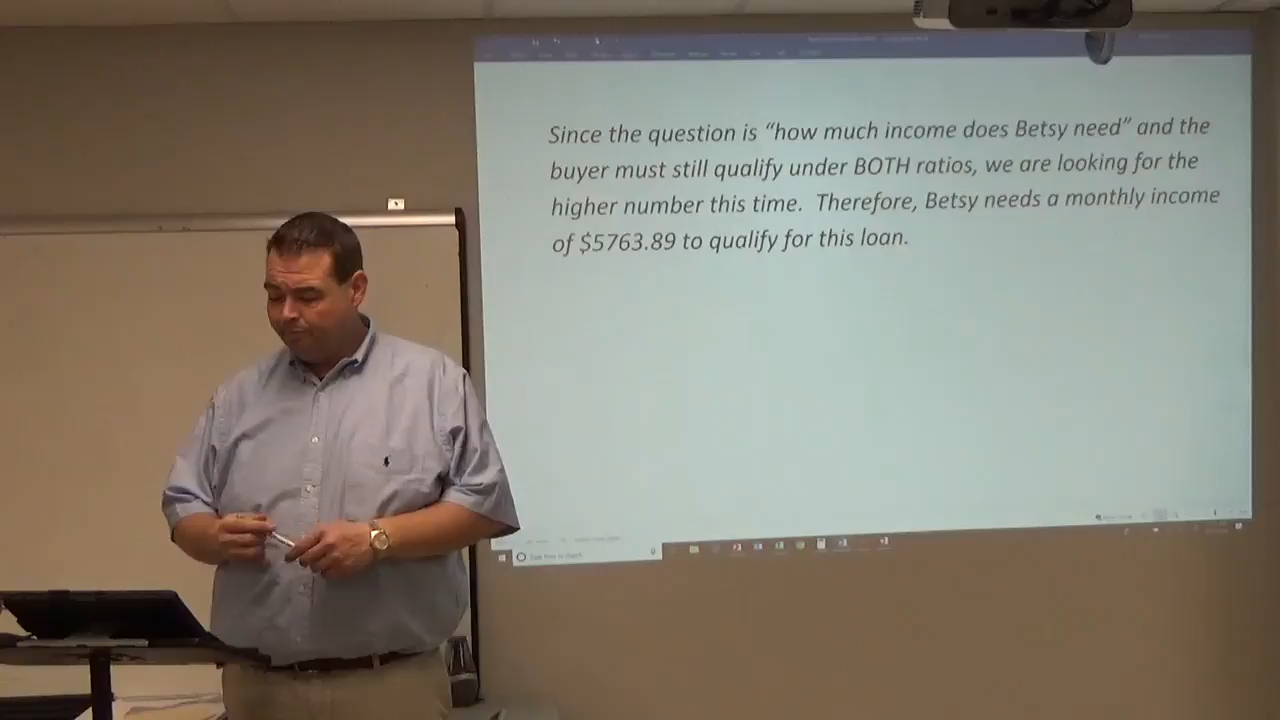 Since the question is “how much income does Betsy need” and the
buyer must still qualify under BOTH ratios, we are looking for the
higher number this time.  Therefore, Betsy needs a monthly income
of $5763.89 to qualify for this loan.